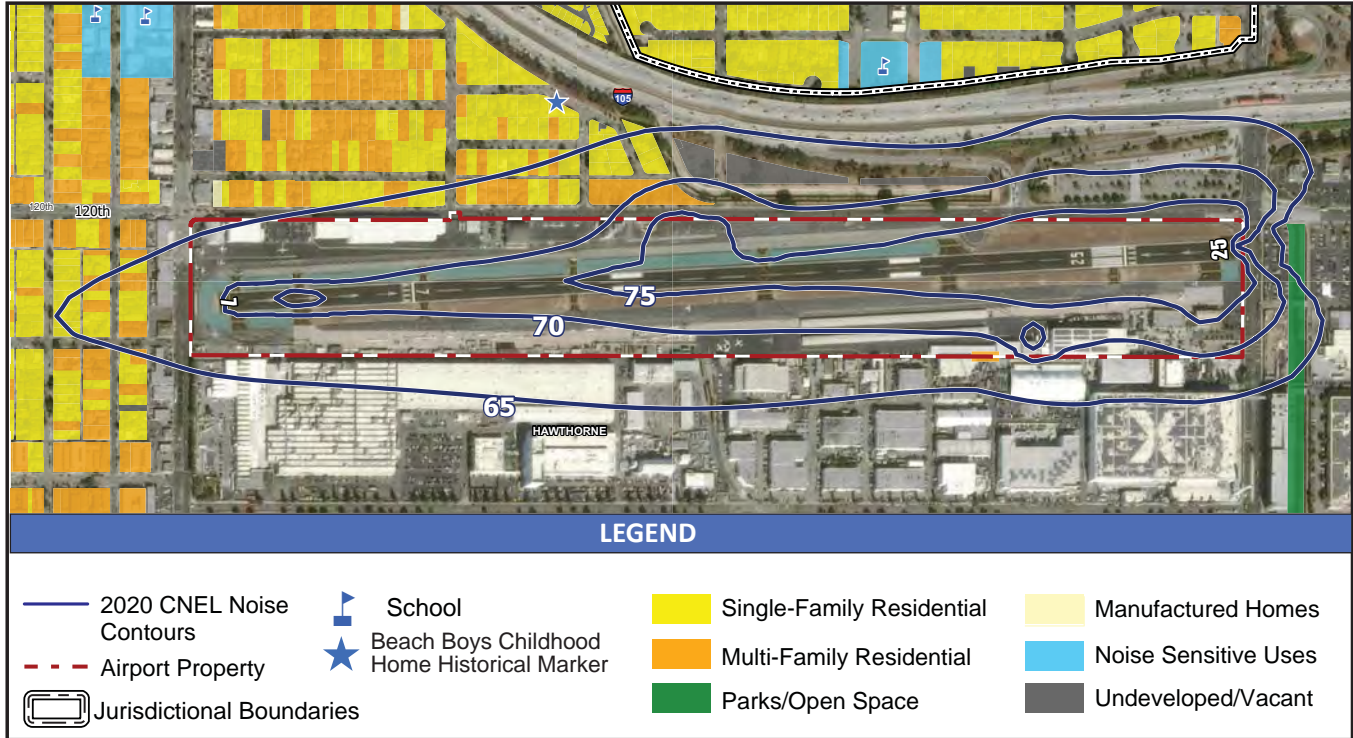 105
120th
120th
25
25
7
7
75
70
65
HAWTHORNE
LEGEND
2020 CNEL Noise
Contours
Airport Property
Jurisdictional Boundaries
School
Beach Boys Childhood
Home Historical Marker
Single-Family Residential
Multi-Family Residential
Parks/Open Space
Manufactured Homes
Noise Sensitive Uses
Undeveloped/Vacant